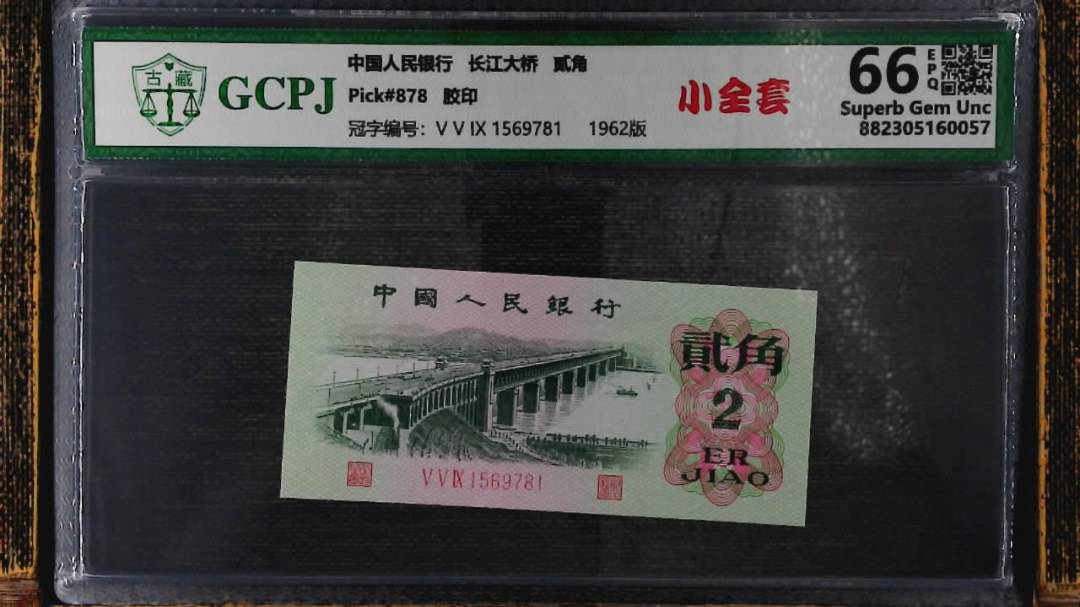 古藏
GCPJ
中国人民银行 长江大桥 贰角
Pick#878 胶印
冠字编号: V V IX 1569781 1962版
小全套
66
EPQ
Superb Gem Unc
882305160057
中國人民銀行
貳角
2
ER
JIAO
V V IX 1569781